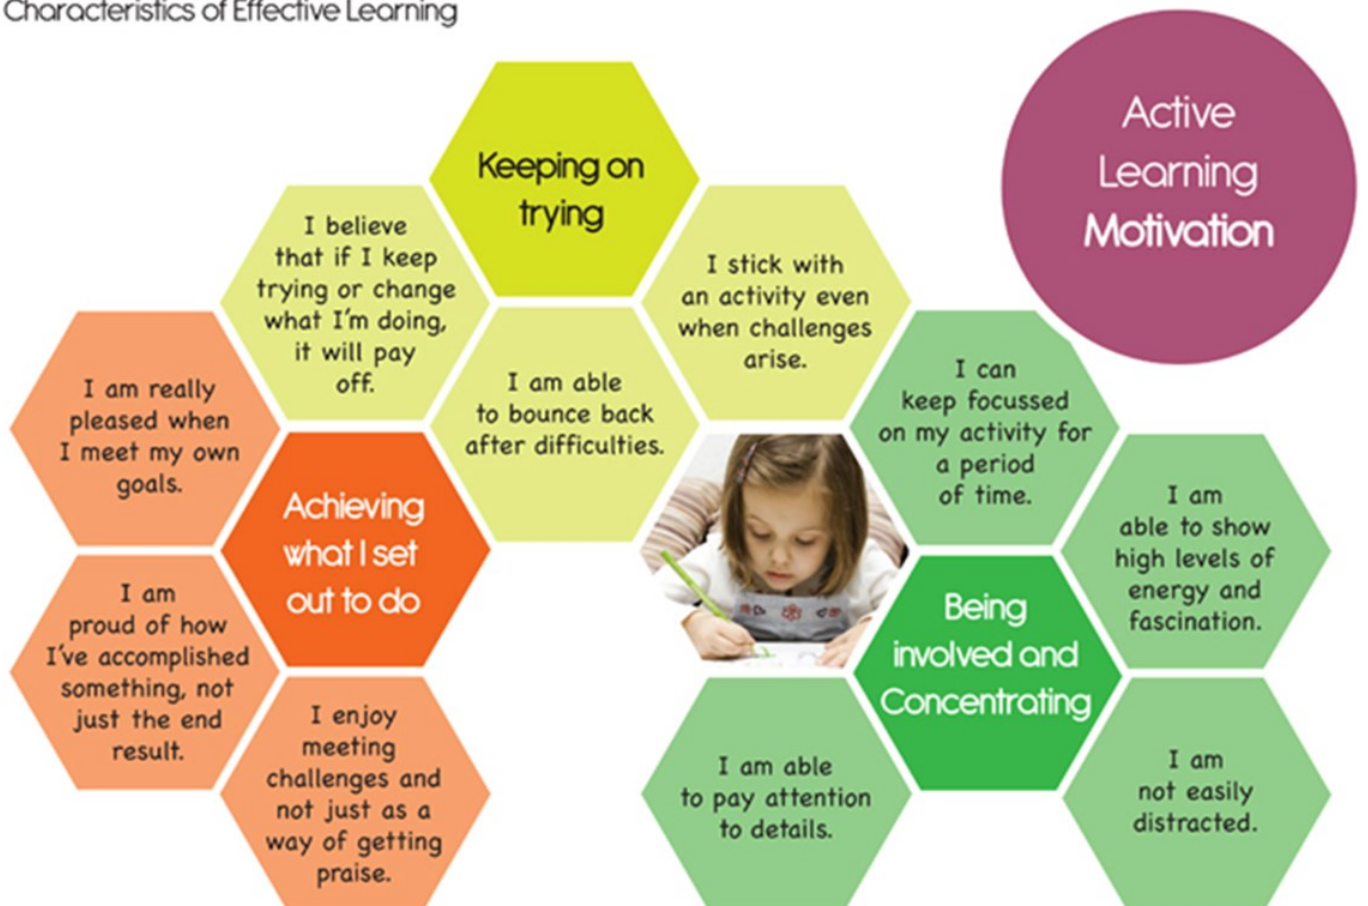 Characteristics of Effective Learning
Active
Learning
Motivation
Keeping on
trying
I believe
that if I keep
trying or change
what I'm doing,
it will pay
off.
I am able
to bounce back
after difficulties.
I stick with
an activity even
when challenges
arise.
I am really
pleased when
I meet my own
goals.
Achieving
what I set
out to do
I am
proud of how
I've accomplished
something, not
just the end
result.
I enjoy
meeting
challenges and
not just as a
way of getting
praise.
I can
keep focussed
on my activity for
a period
of time.
I am
able to show
high levels of
energy and
fascination.
Being
involved and
Concentrating
I am able
to pay attention
to details.
I am
not easily
distracted.